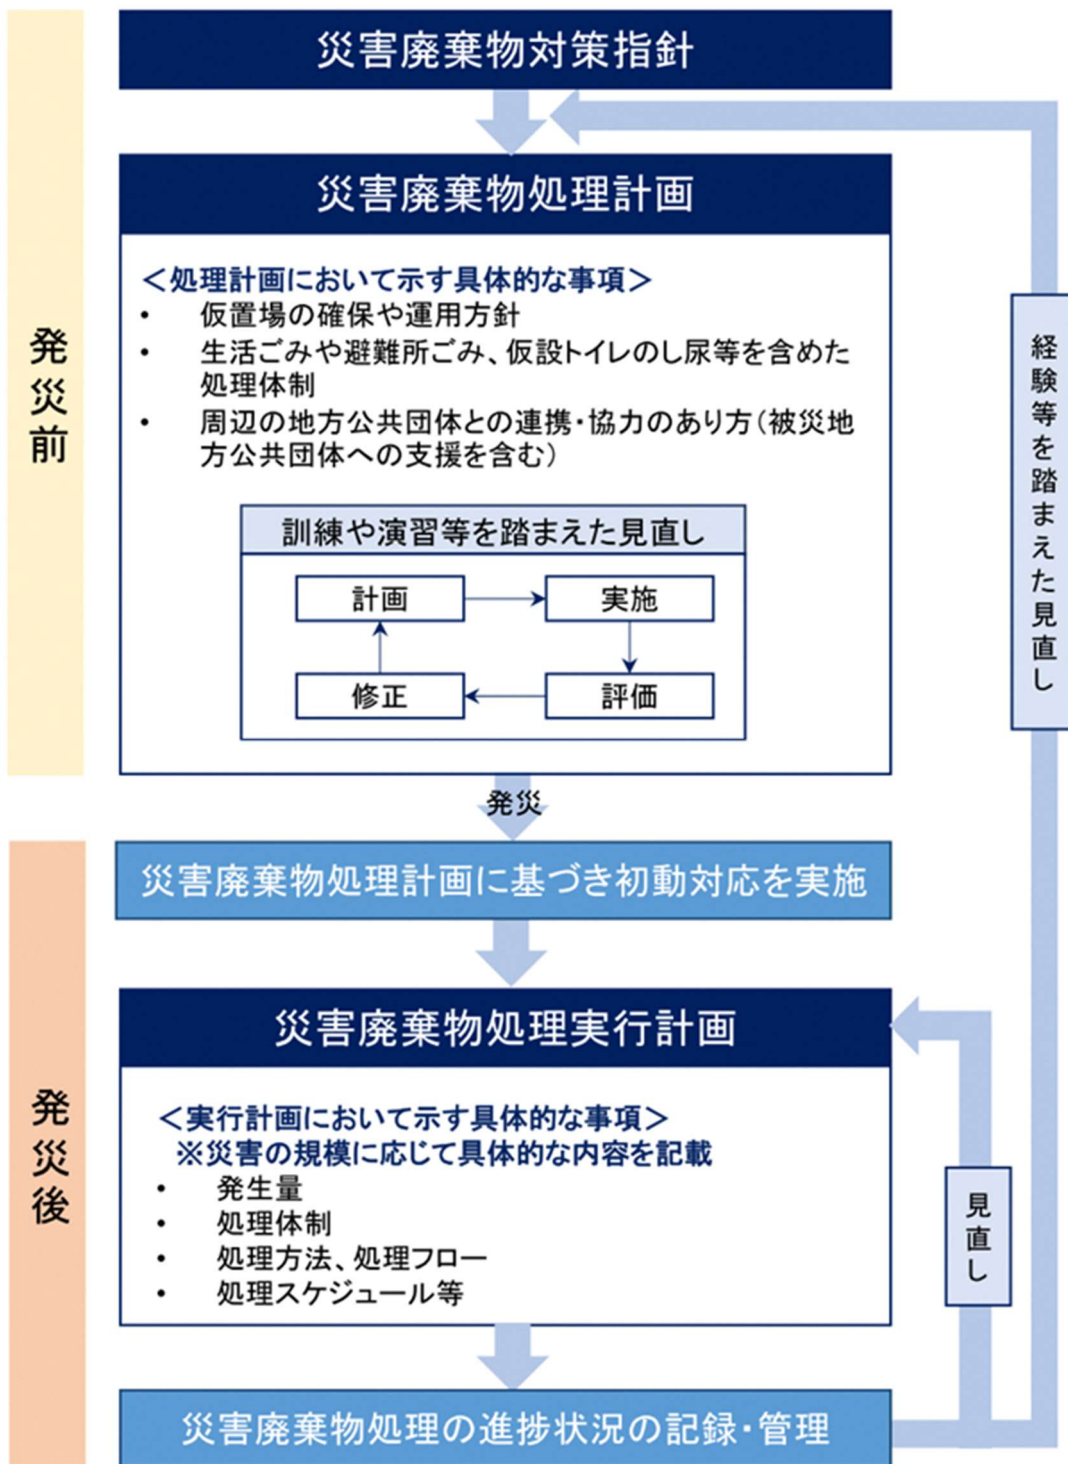 災害廃棄物対策指針
発災前
災害廃棄物処理計画
＜処理計画において示す具体的な事項＞
• 仮置場の確保や運用方針
• 生活ごみや避難所ごみ、仮設トイレのし尿等を含めた
処理体制
• 周辺の地方公共団体との連携・協力のあり方（被災地
方公共団体への支援を含む）
訓練や演習等を踏まえた見直し
計画
実施
修正
評価
経験等を踏まえた見直し
発災
発災後
災害廃棄物処理計画に基づき初動対応を実施
災害廃棄物処理実行計画
＜実行計画において示す具体的な事項＞
※災害の規模に応じて具体的な内容を記載
• 発生量
• 処理体制
• 処理方法、処理フロー
• 処理スケジュール等
見直し
災害廃棄物処理の進捗状況の記録・管理